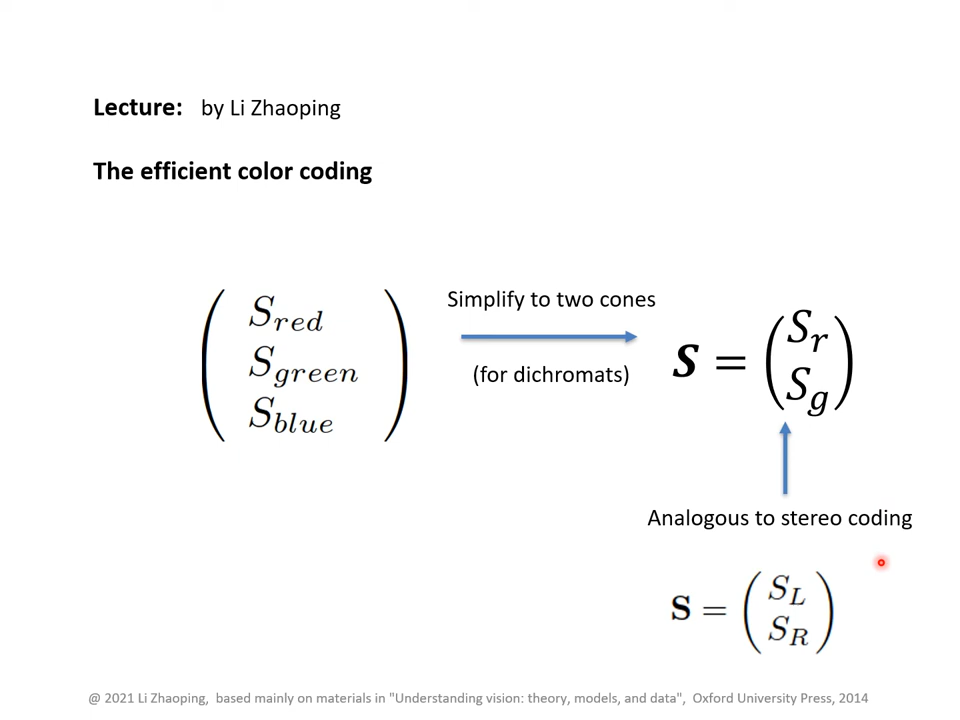 Lecture: by Li Zhaoping
The efficient color coding
S_red
S_green
S_blue
Simplify to two cones
(for dichromats)
S = (S_r
S_g)
Analogous to stereo coding
S = (S_L
S_R)
@ 2021 Li Zhaoping, based mainly on materials in "Understanding vision: theory, models, and data", Oxford University Press, 2014